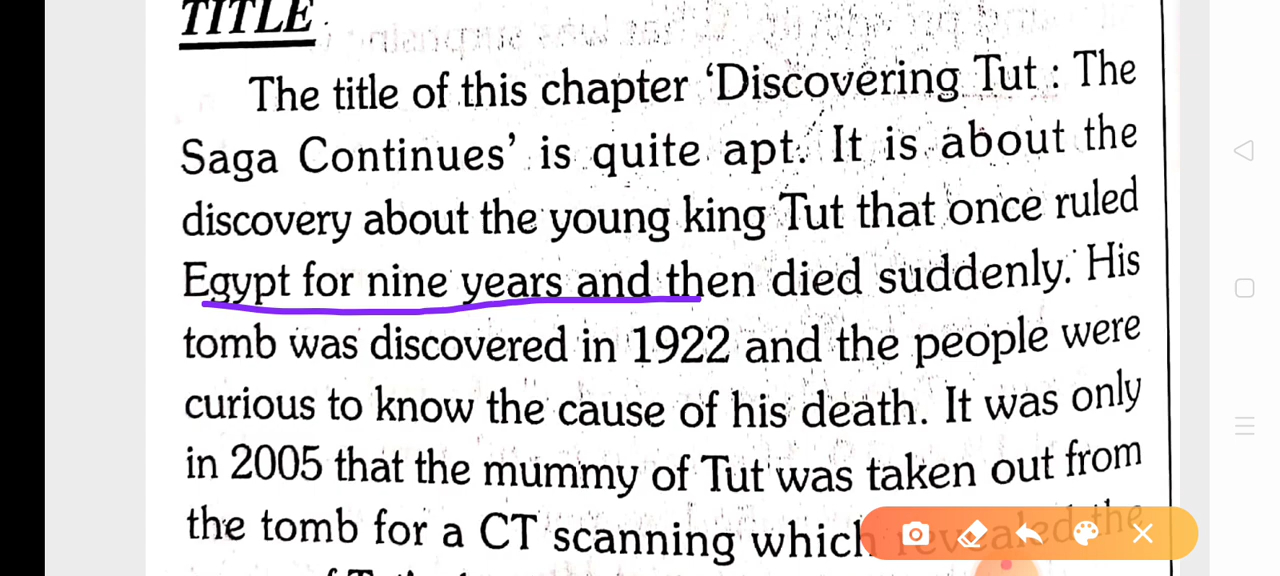 TITLE
The title of this chapter ‘Discovering Tut : The
Saga Continues’ is quite apt. It is about the
discovery about the young king Tut that once ruled
Egypt for nine years and then died suddenly. His
tomb was discovered in 1922 and the people were
curious to know the cause of his death. It was only
in 2005 that the mummy of Tut was taken out from
the tomb for a CT scanning which revealed the